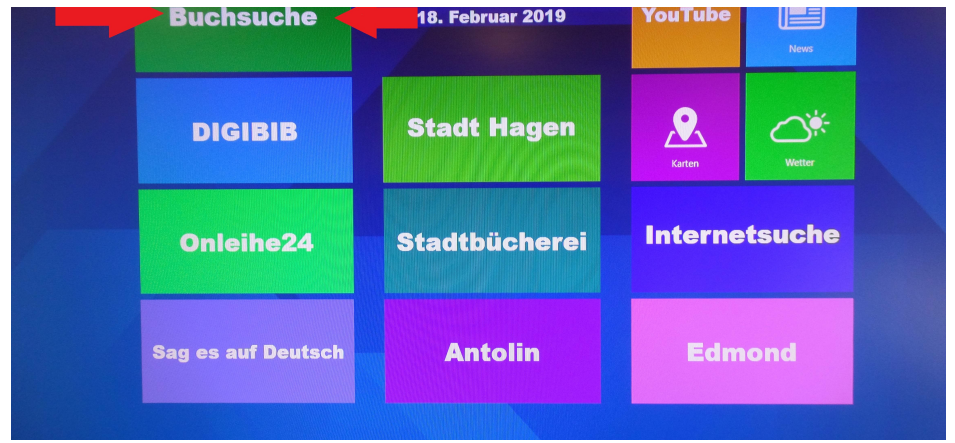 Buchsuche
18. Februar 2019
YouTube
News
DIGIBIB
Stadt Hagen
Karten
Wetter
Onleihe24
Stadtbücherei
Internetsuche
Sag es auf Deutsch
Antolin
Edmond